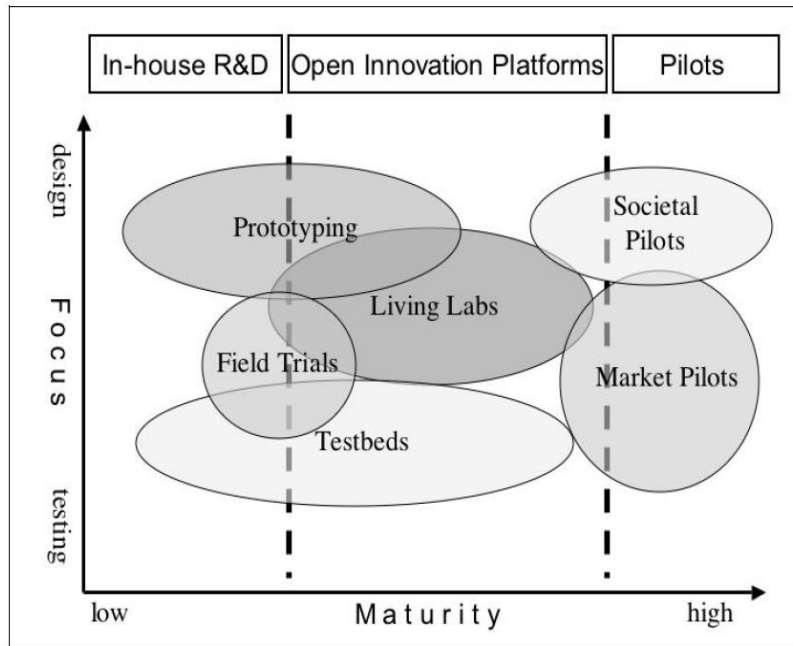 In-house R&D
Open Innovation Platforms
Pilots
design
Focus
testing
Prototyping
Societal
Pilots
Living Labs
Field Trials
Market Pilots
Testbeds
low
Maturity
high